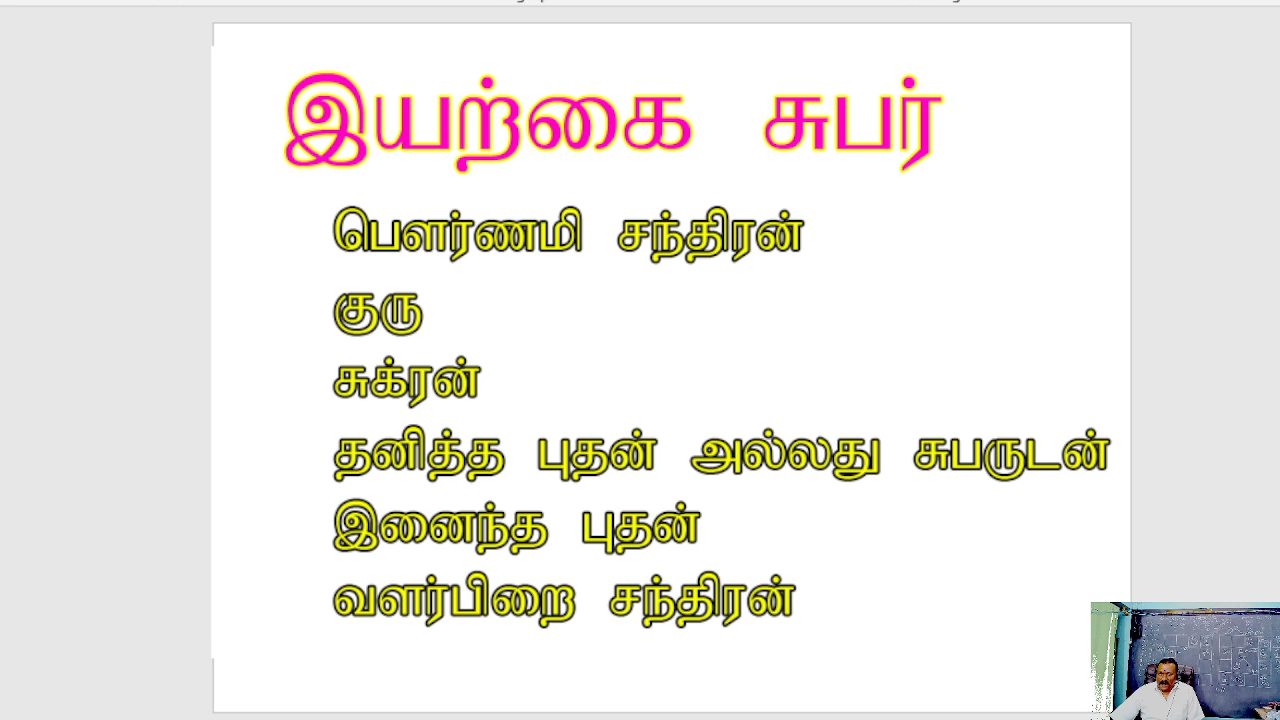 இயற்கை சுபர்
பௌர்ணமி சந்திரன்
குரு
சுக்ரன்
தனித்த புதன் அல்லது சுபருடன்
இனைந்த புதன்
வளர்பிறை சந்திரன்